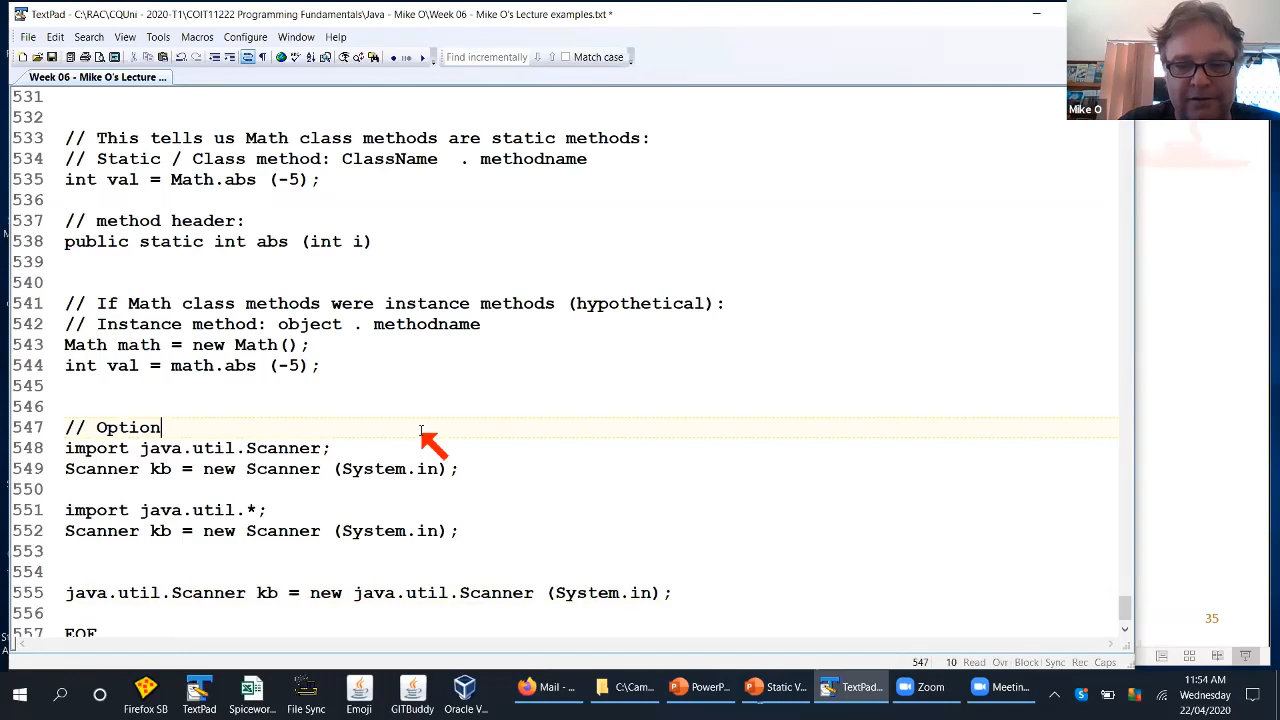 TextPad - C:\RAC\CQUni - 2020-T1\COIT11222 Programming Fundamentals\Java - Mike O\Week 06 - Mike O's Lecture examples.txt *
File Edit Search View Tools Macros Configure Window Help
Find incrementally Match case
Week 06 - Mike O's Lecture ...
Mike O
531
532
533 // This tells us Math class methods are static methods:
534 // Static / Class method: ClassName . methodname
535 int val = Math.abs (-5);
536
537 // method header:
538 public static int abs (int i)
539
540
541 // If Math class methods were instance methods (hypothetical):
542 // Instance method: object . methodname
543 Math math = new Math();
544 int val = math.abs (-5);
545
546
547 // Option
548 import java.util.Scanner;
549 Scanner kb = new Scanner (System.in);
550
551 import java.util.*;
552 Scanner kb = new Scanner (System.in);
553
554
555 java.util.Scanner kb = new java.util.Scanner (System.in);
556
557 EOF
35
547 10 Read Ovr Block Sync Rec Caps
Firefox SB TextPad Spicewor... File Sync Emoji GITBuddy Oracle V... Mail - ... C:\Cam... PowerP... Static V... TextPad... Zoom Meetin...
11:54 AM
Wednesday
22/04/2020